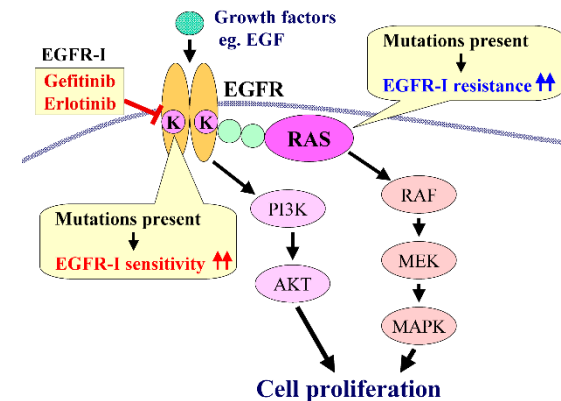 Growth factors
eg. EGF
EGFR-I
Gefitinib
Erlotinib
EGFR
Mutations present
EGFR-I resistance
K
K
RAS
Mutations present
EGFR-I sensitivity
PI3K
AKT
RAF
MEK
MAPK
Cell proliferation